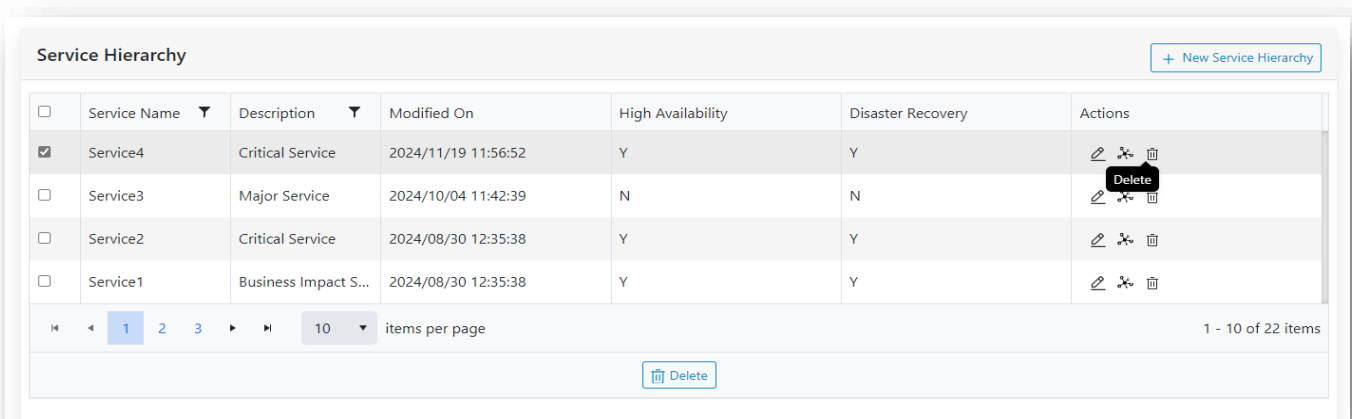 Service Hierarchy
+ New Service Hierarchy
Service Name Description Modified On High Availability Disaster Recovery Actions
Service4 Critical Service 2024/11/19 11:56:52 Y Y
Delete
Service3 Major Service 2024/10/04 11:42:39 N N
Service2 Critical Service 2024/08/30 12:35:38 Y Y
Service1 Business Impact S... 2024/08/30 12:35:38 Y Y
1 2 3 10 items per page 1 - 10 of 22 items
Delete